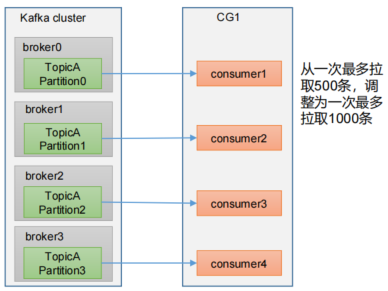 Kafka cluster
CG1
broker0
TopicA
Partition0
consumer1
broker1
TopicA
Partition1
consumer2
broker2
TopicA
Partition2
consumer3
broker3
TopicA
Partition3
consumer4
从一次最多拉
取500条，调
整为一次最多
拉取1000条